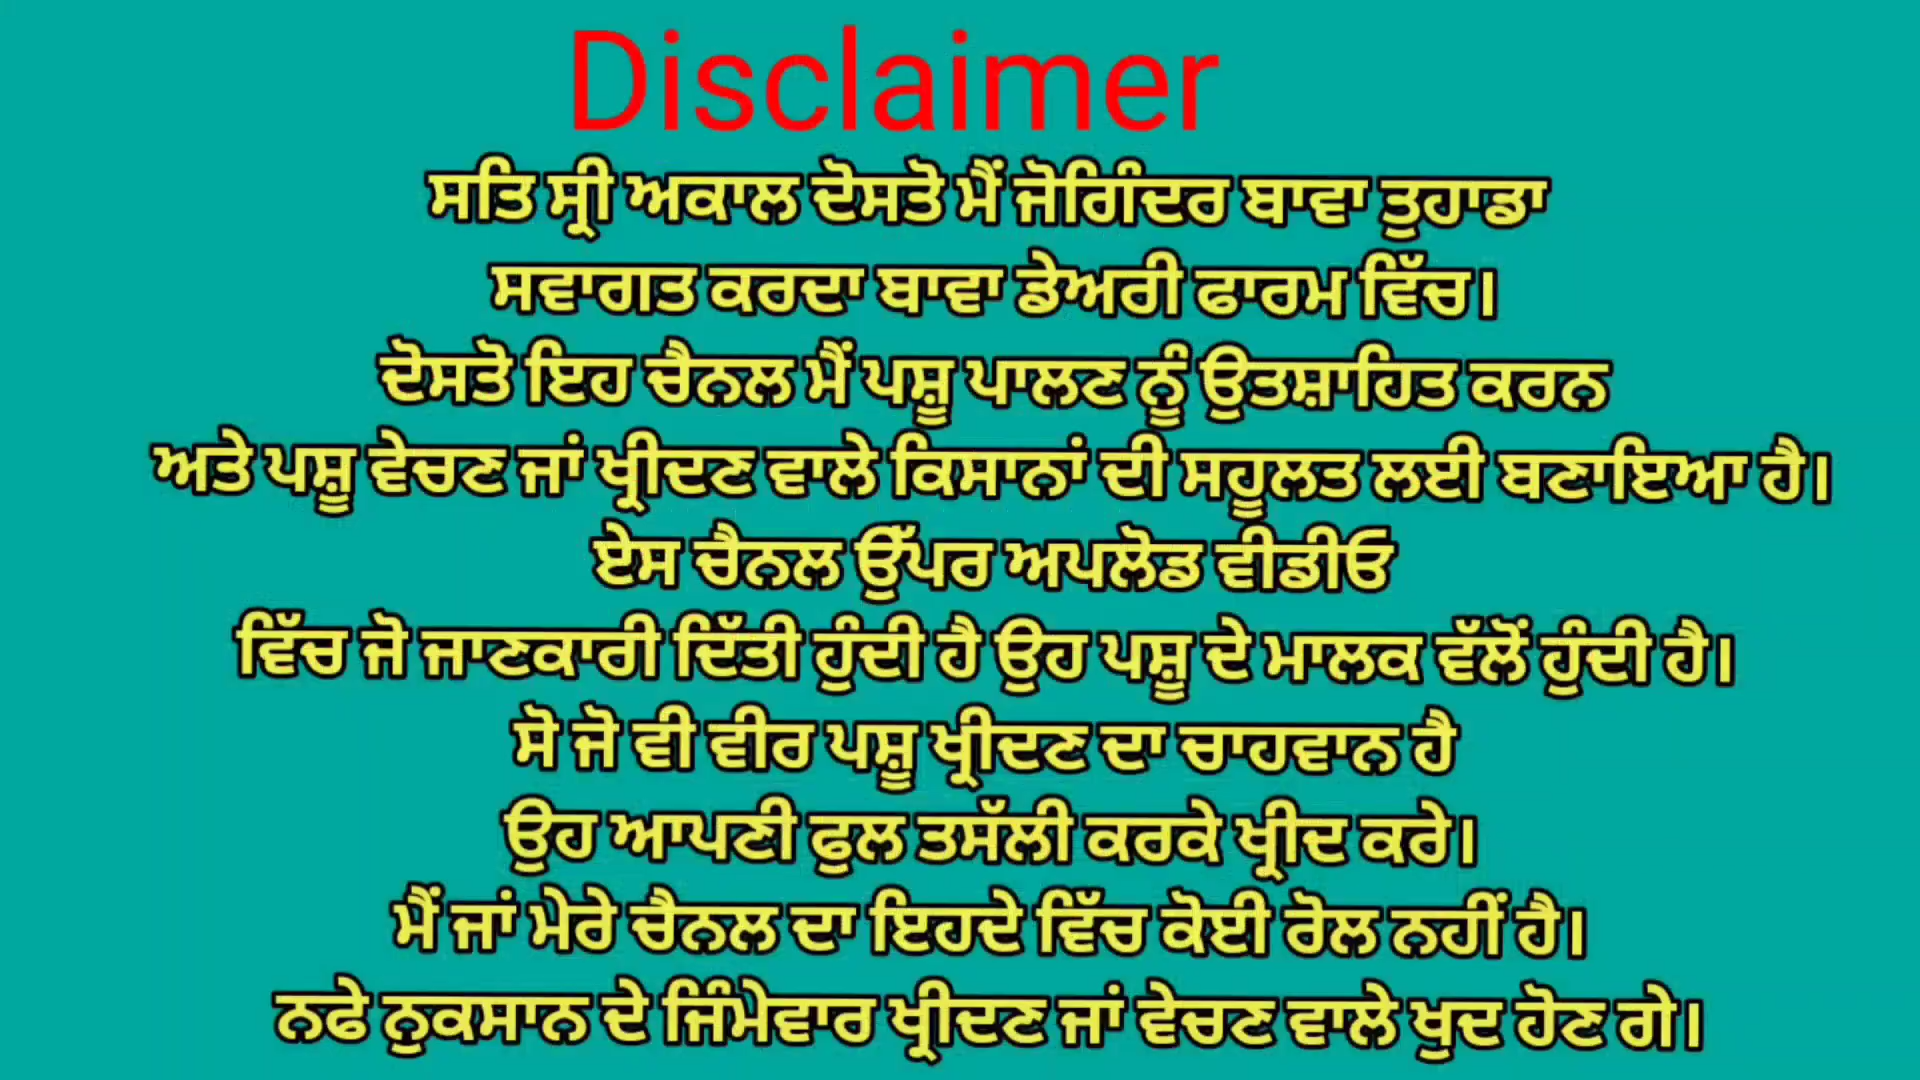 Disclaimer
ਸਤਿ ਸ੍ਰੀ ਅਕਾਲ ਦੋਸਤੋ ਮੈਂ ਜੋਗਿੰਦਰ ਬਾਵਾ ਤੁਹਾਡਾ
ਸਵਾਗਤ ਕਰਦਾ ਬਾਵਾ ਡੇਅਰੀ ਫਾਰਮ ਵਿੱਚ।
ਦੋਸਤੋ ਇਹ ਚੈਨਲ ਮੈਂ ਪਸ਼ੂ ਪਾਲਣ ਨੂੰ ਉਤਸ਼ਾਹਿਤ ਕਰਨ
ਅਤੇ ਪਸ਼ੂ ਵੇਚਣ ਜਾਂ ਖ੍ਰੀਦਣ ਵਾਲੇ ਕਿਸਾਨਾਂ ਦੀ ਸਹੂਲਤ ਲਈ ਬਣਾਇਆ ਹੈ।
ਏਸ ਚੈਨਲ ਉੱਪਰ ਅਪਲੋਡ ਵੀਡੀਓ
ਵਿੱਚ ਜੋ ਜਾਣਕਾਰੀ ਦਿੱਤੀ ਹੁੰਦੀ ਹੈ ਉਹ ਪਸ਼ੂ ਦੇ ਮਾਲਕ ਵੱਲੋਂ ਹੁੰਦੀ ਹੈ।
ਸੋ ਜੋ ਵੀ ਵੀਰ ਪਸ਼ੂ ਖ੍ਰੀਦਣ ਦਾ ਚਾਹਵਾਨ ਹੈ
ਉਹ ਆਪਣੀ ਫੁਲ ਤਸੱਲੀ ਕਰਕੇ ਖ੍ਰੀਦ ਕਰੇ।
ਮੈਂ ਜਾਂ ਮੇਰੇ ਚੈਨਲ ਦਾ ਇਹਦੇ ਵਿੱਚ ਕੋਈ ਰੋਲ ਨਹੀਂ ਹੈ।
ਨਫੇ ਨੁਕਸਾਨ ਦੇ ਜਿੰਮੇਵਾਰ ਖ੍ਰੀਦਣ ਜਾਂ ਵੇਚਣ ਵਾਲੇ ਖੁਦ ਹੋਣ ਗੇ।